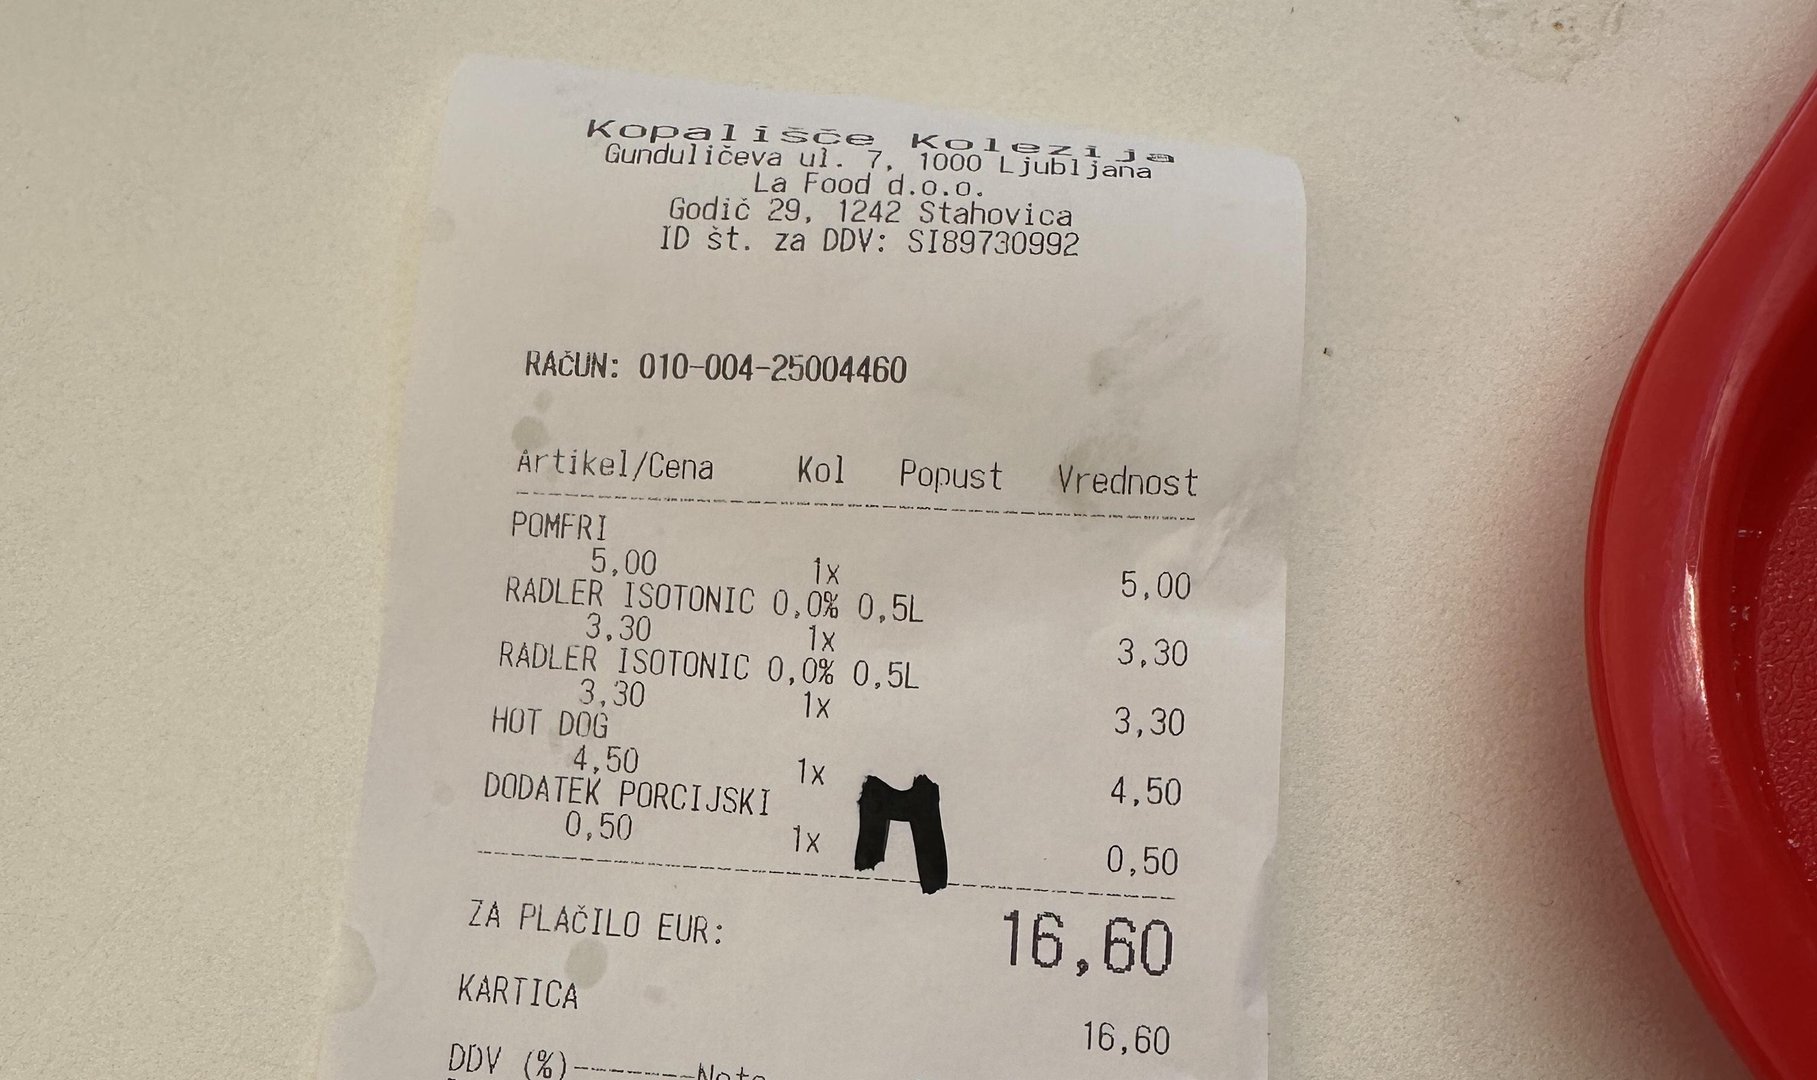 Kopališče Kolezija
Gunduličeva ul. 7, 1000 Ljubljana
La Food d.o.o.
Godič 29, 1242 Stahovica
ID št. za DDV: SI89730992
RAČUN: 010-004-25004460
Artikel/Cena Kol Popust Vrednost
POMFRI
5,00 1x 5,00
RADLER ISOTONIC 0,0% 0,5L
3,30 1x 3,30
RADLER ISOTONIC 0,0% 0,5L
3,30 1x 3,30
HOT DOG
4,50 1x 4,50
DODATEK PORCIJSKI
0,50 1x 0,50
ZA PLAČILO EUR: 16,60
KARTICA 16,60
DDV (%)